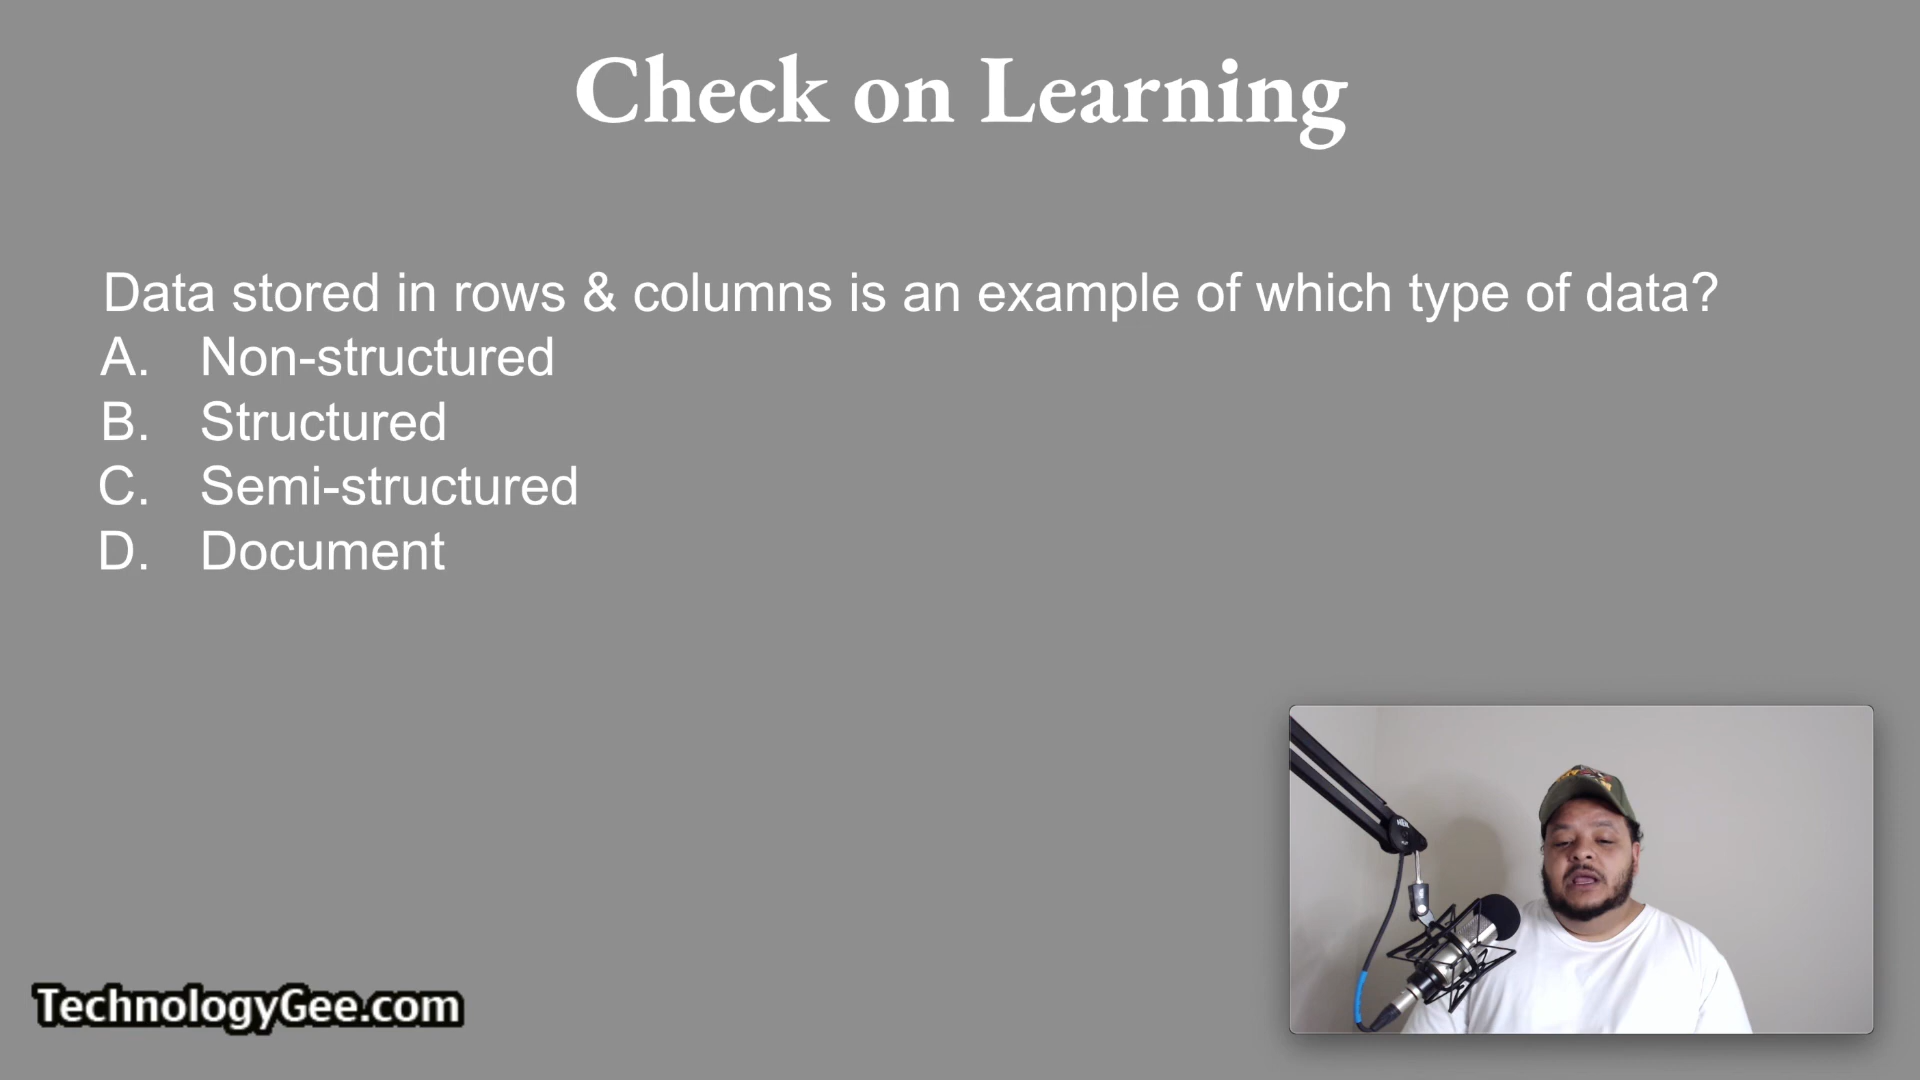 Check on Learning
Data stored in rows & columns is an example of which type of data?
A. Non-structured
B. Structured
C. Semi-structured
D. Document
TechnologyGee.com